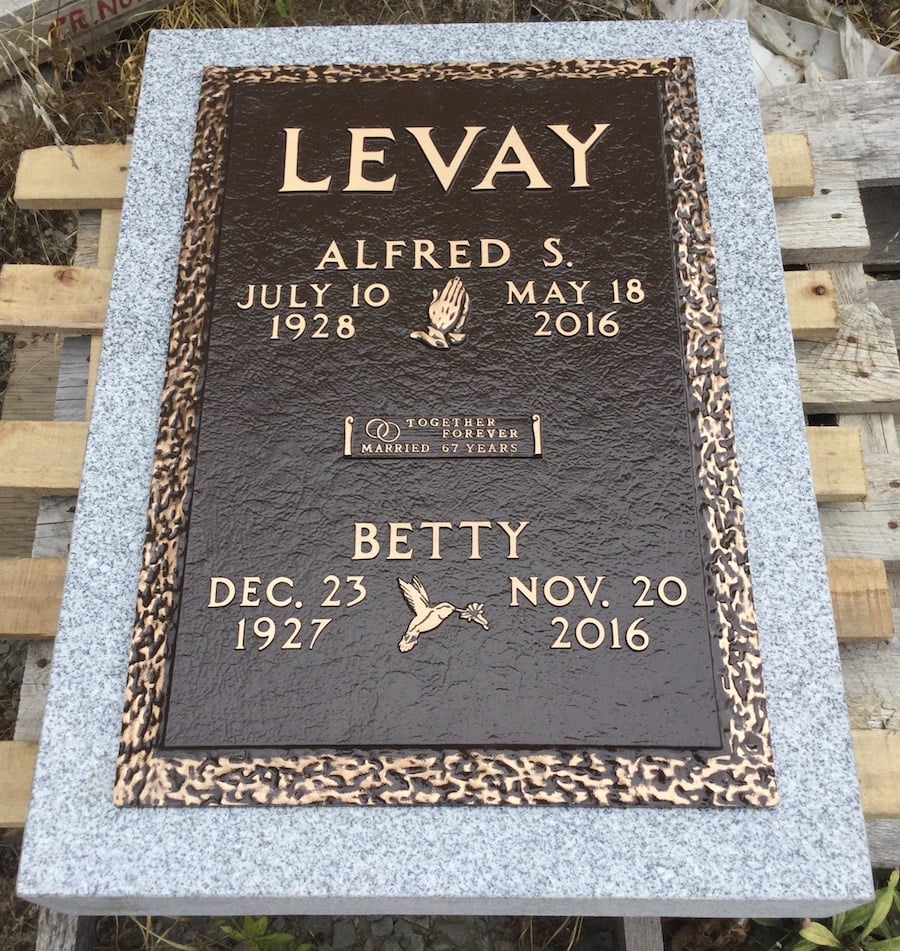 R. NO
LEVAY
ALFRED S.
JULY 10
1928
MAY 18
2016
TOGETHER
FOREVER
MARRIED 67 YEARS
BETTY
DEC. 23
1927
NOV. 20
2016